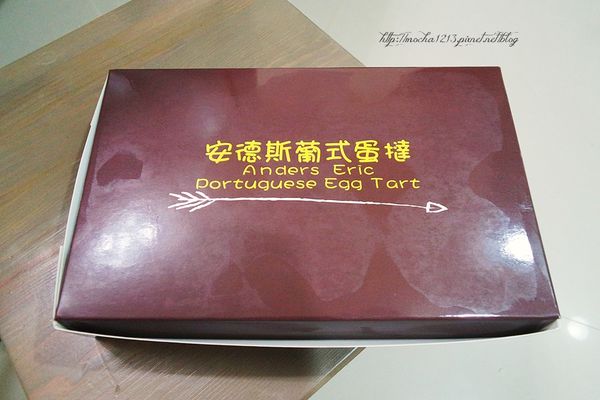 http://mocha1213.pixnet.net/blog
安德斯葡式蛋撻
Anders Eric
Portuguese Egg Tart